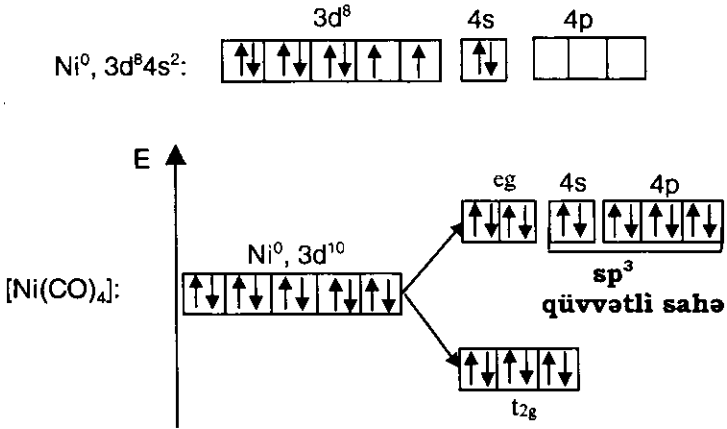 3d⁸ 4s 4p
Ni⁰, 3d⁸4s²:
E
eg 4s 4p
Ni⁰, 3d¹⁰
[Ni(CO)₄]:
sp³
qüvvətli sahə
t₂g